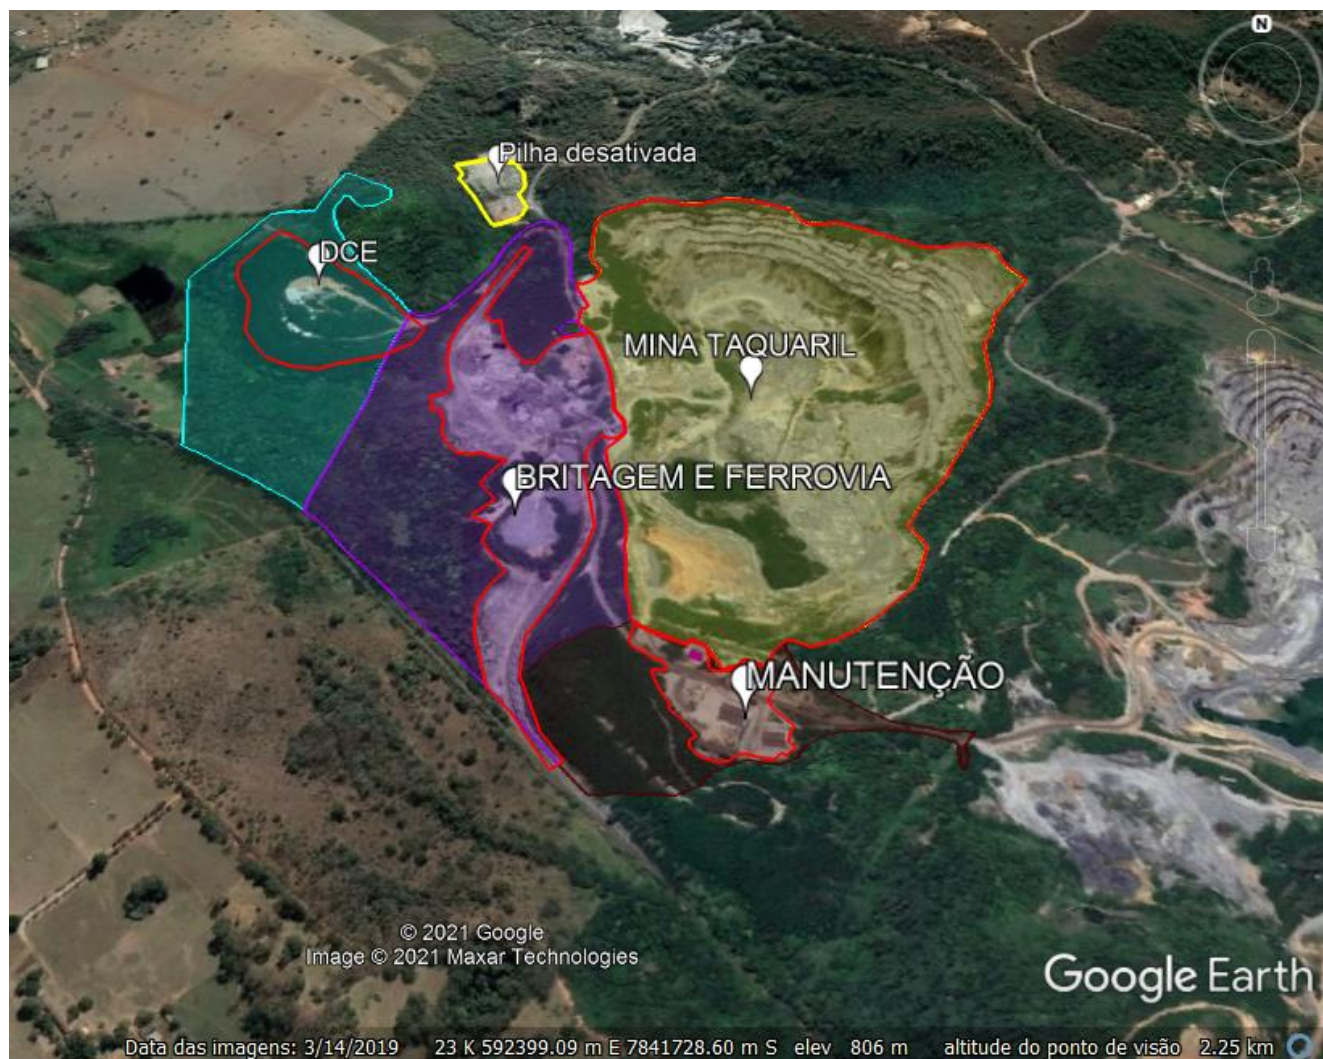 N
Pilha desativada
DCE
MINA TAQUARIL
BRITAGEM E FERROVIA
MANUTENÇÃO
© 2021 Google
Image © 2021 Maxar Technologies
Google Earth
Data das imagens: 3/14/2019 23 K 592399.09 m E 7841728.60 m S elev 806 m altitude do ponto de visão 2.25 km